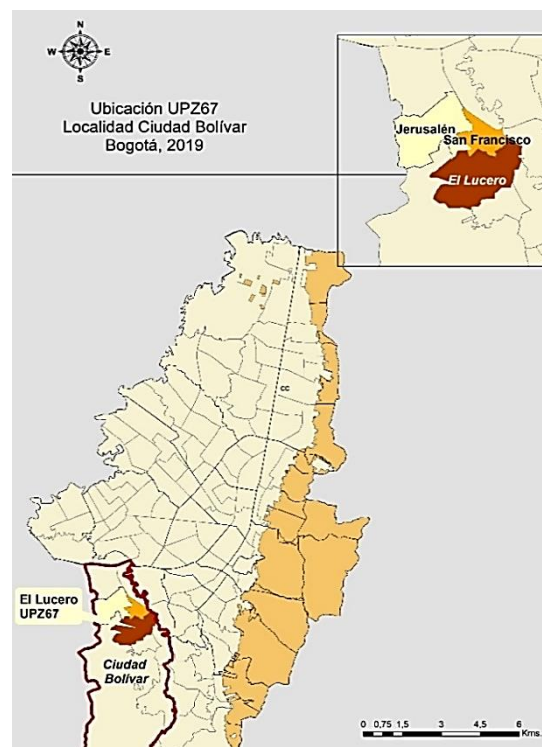 N
W E
S
Ubicación UPZ67
Localidad Ciudad Bolívar
Bogotá, 2019
Jerusalén
San Francisco
El Lucero
CC
El Lucero
UPZ67
Ciudad
Bolívar
0 0,75 1,5 3 4,5 6
Kms.